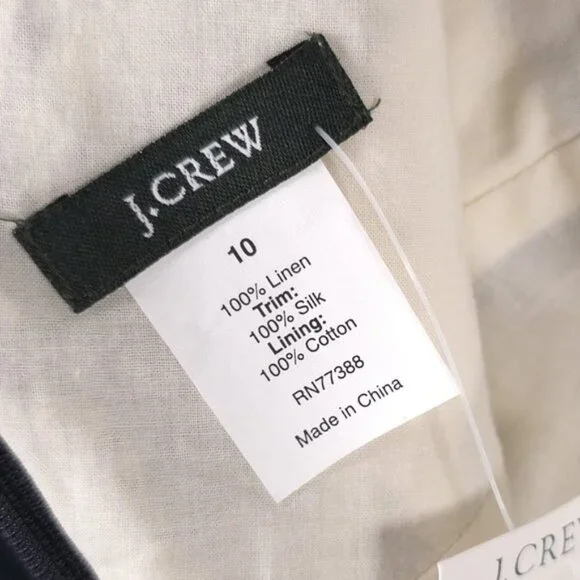 J.CREW
10
100% Linen
Trim:
100% Silk
Lining:
100% Cotton
RN77388
Made in China
J.CREW